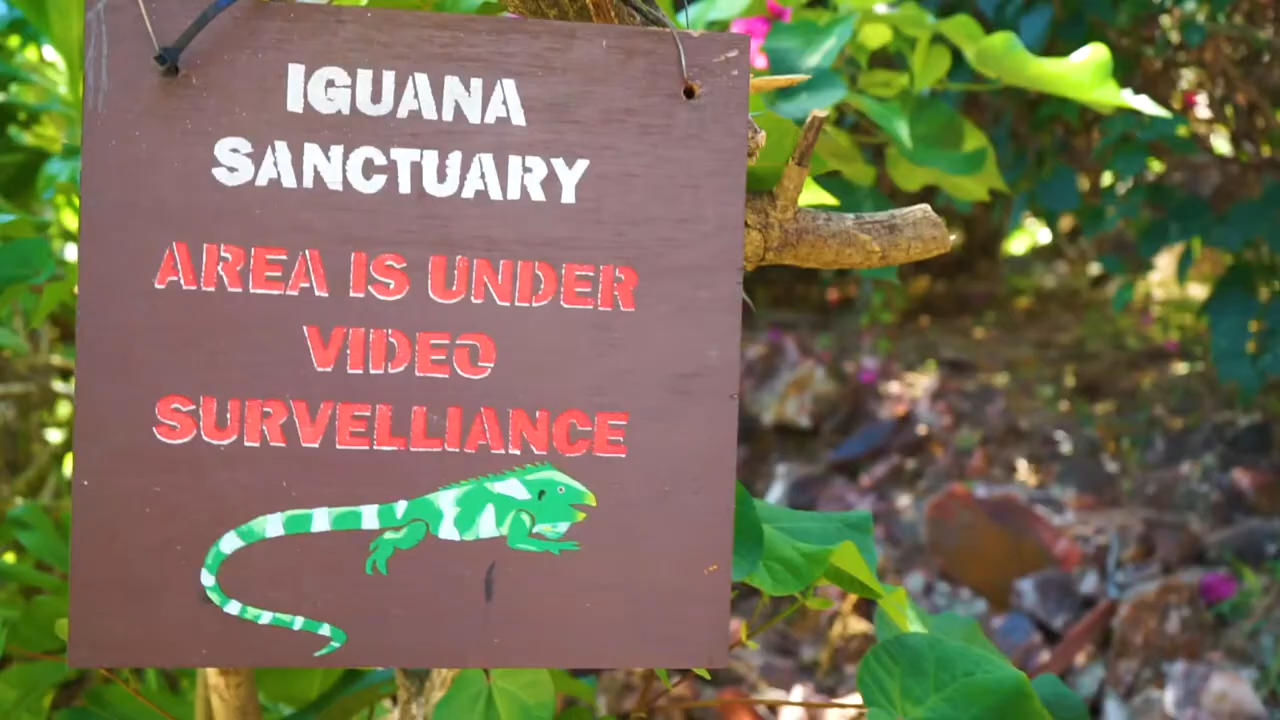 IGUANA
SANCTUARY
AREA IS UNDER
VIDEO
SURVELLIANCE